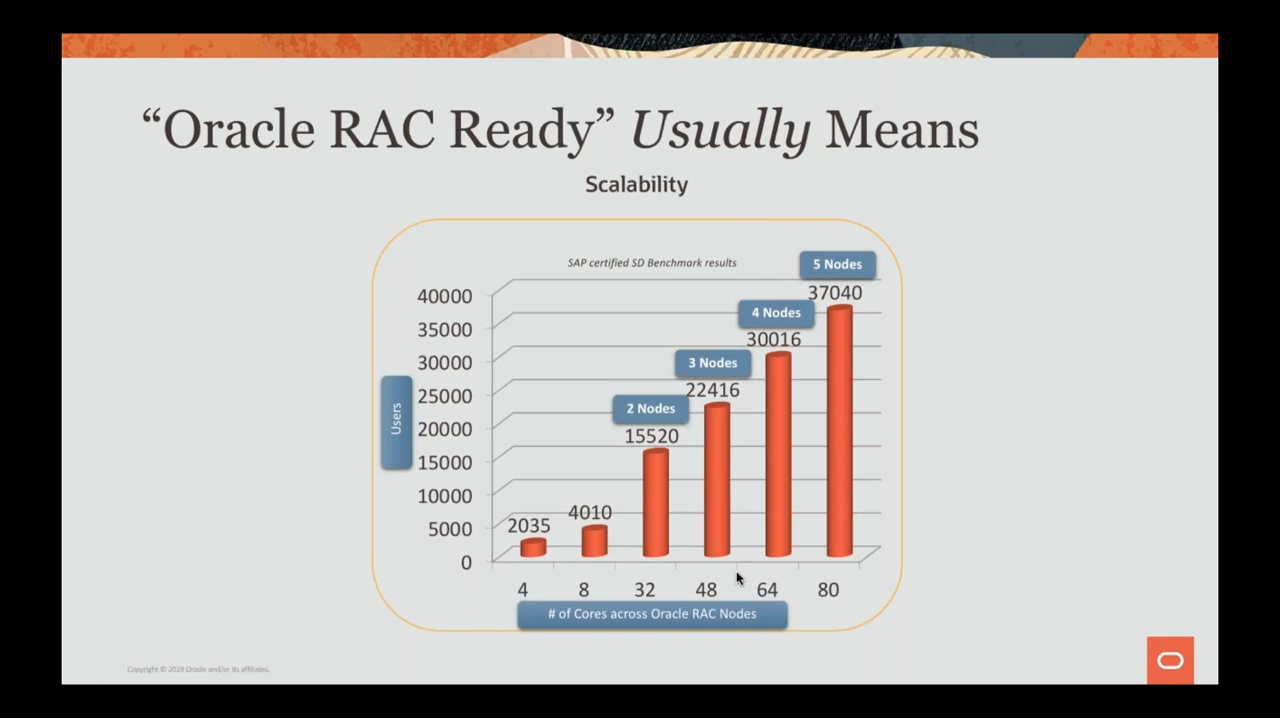 “Oracle RAC Ready” Usually Means
Scalability
SAP certified SD Benchmark results
5 Nodes
37040
4 Nodes
30016
3 Nodes
22416
2 Nodes
15520
4010
2035
40000
35000
30000
25000
20000
15000
10000
5000
0
Users
4 8 32 48 64 80
# of Cores across Oracle RAC Nodes
Copyright © 2019 Oracle and/or its affiliates.